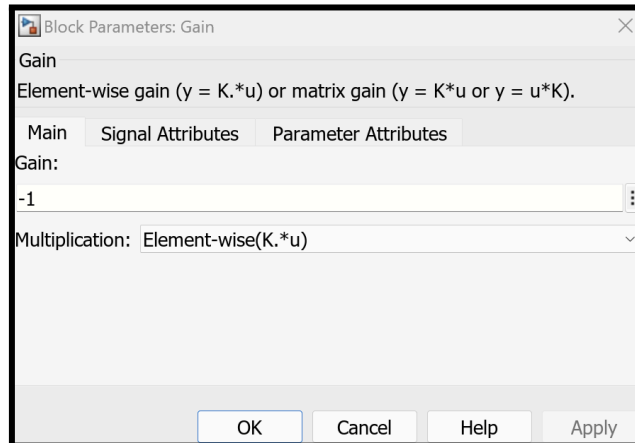 Block Parameters: Gain
Gain
Element-wise gain (y = K.*u) or matrix gain (y = K*u or y = u*K).
Main Signal Attributes Parameter Attributes
Gain:
-1
Multiplication: Element-wise(K.*u)
OK Cancel Help Apply